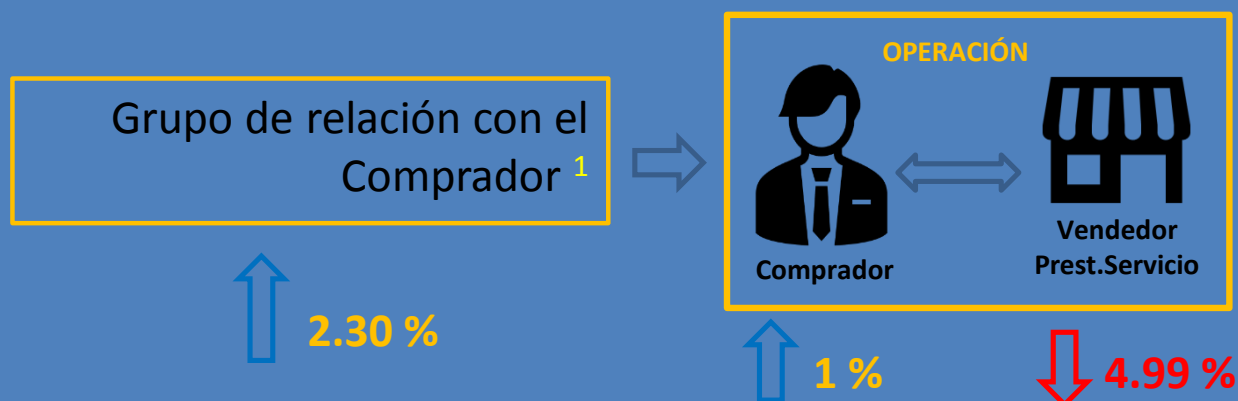 OPERACIÓN
Grupo de relación con el
Comprador 1
Comprador
Vendedor
Prest.Servicio
2.30 %
1 %
4.99 %